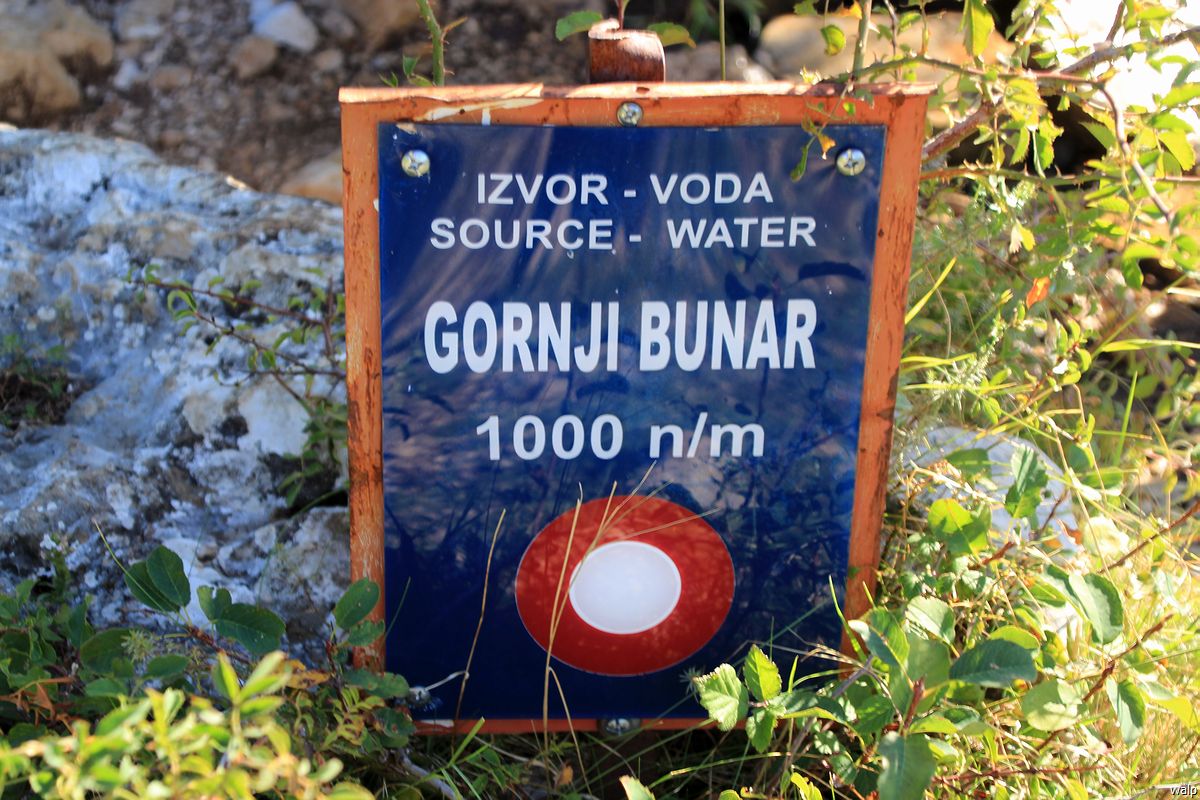 IZVOR - VODA
SOURCE - WATER
GORNJI BUNAR
1000 n/m
walp